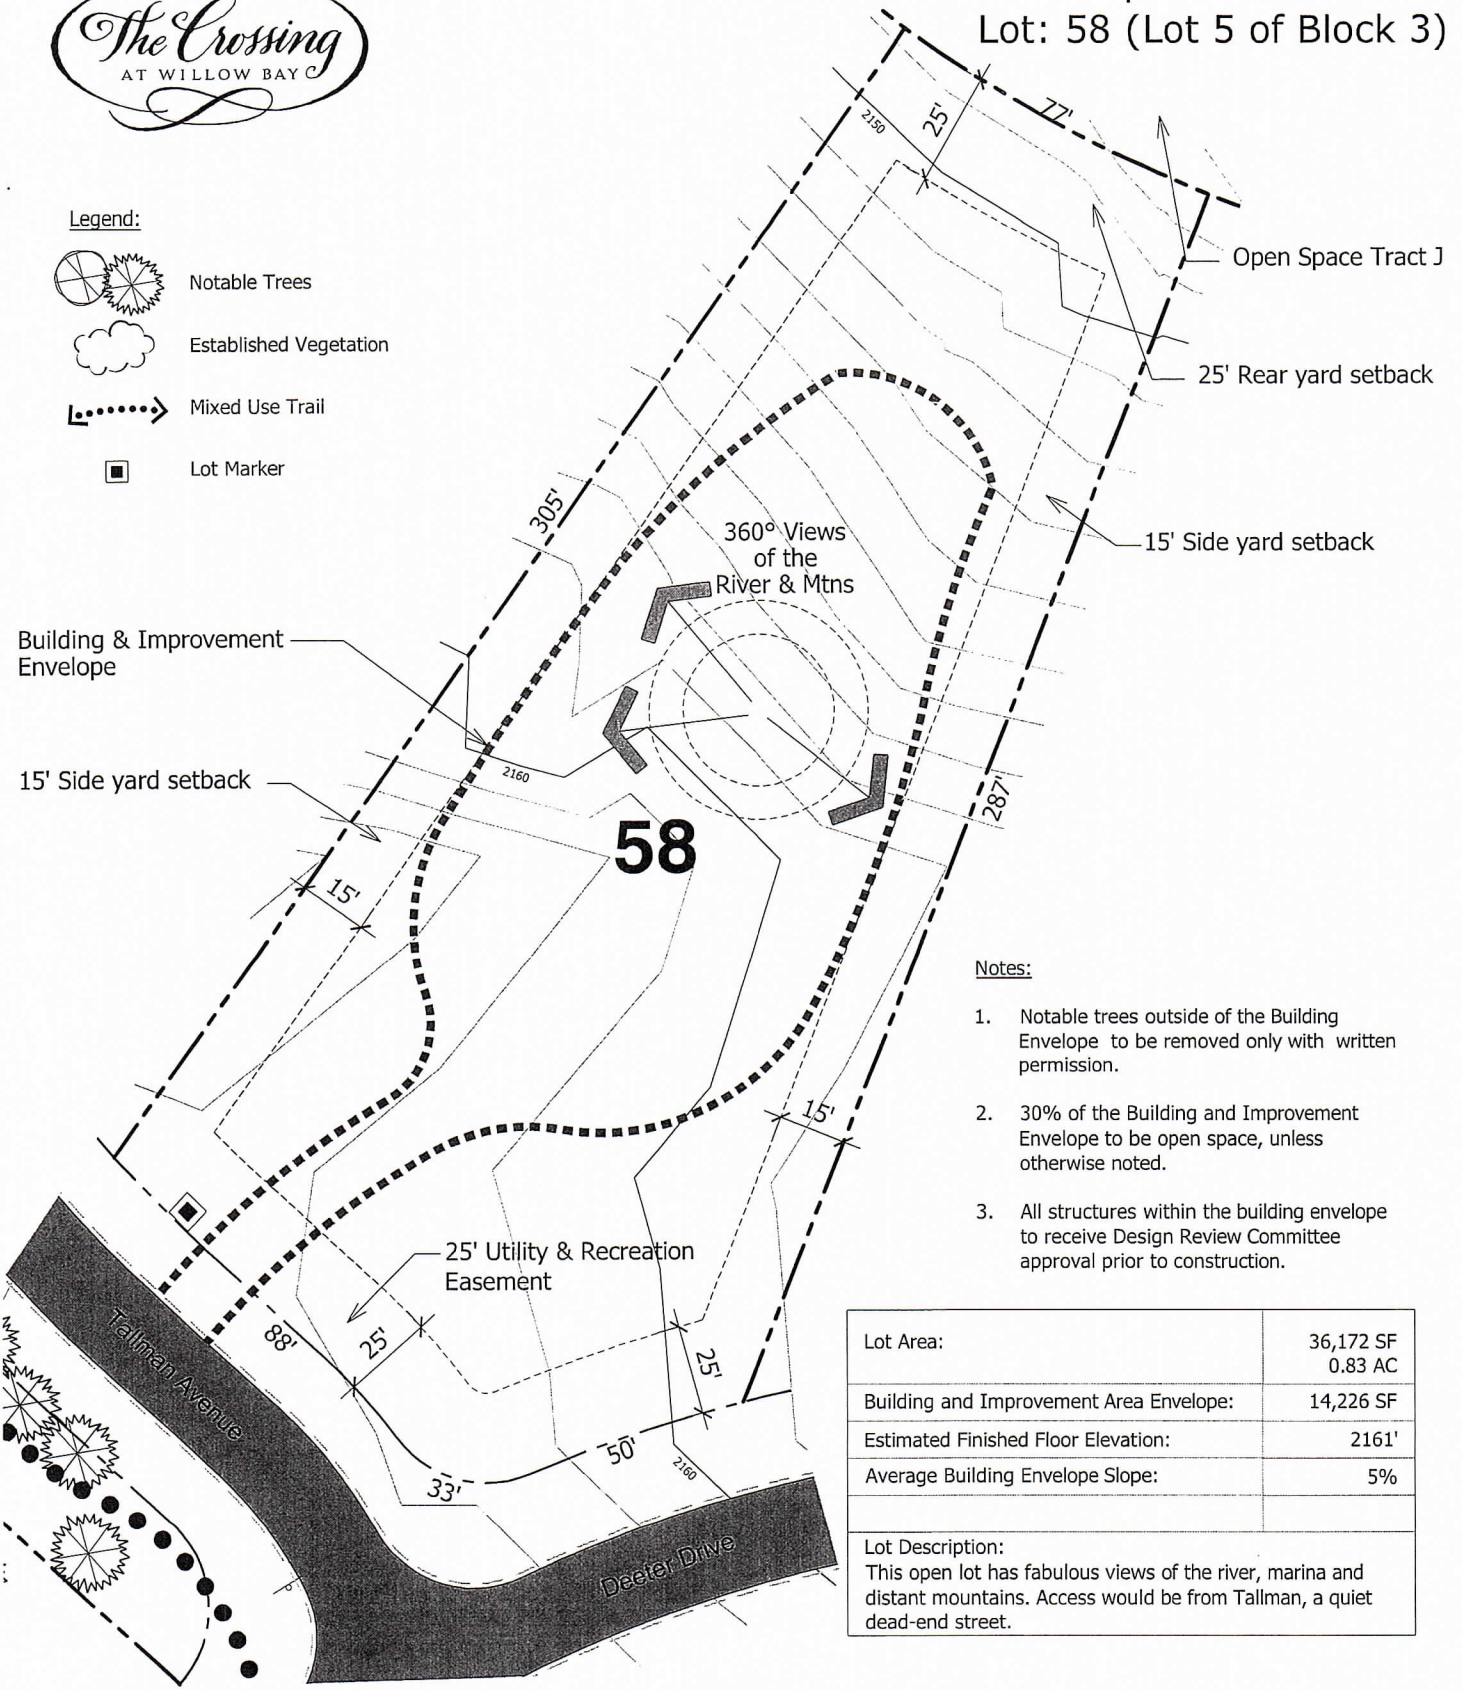 The Crossing
AT WILLOW BAY
Lot: 58 (Lot 5 of Block 3)
77'
25'
2150
Legend:
Notable Trees
Established Vegetation
Mixed Use Trail
Lot Marker
Open Space Tract J
25' Rear yard setback
305'
360° Views
of the
River & Mtns
15' Side yard setback
Building & Improvement
Envelope
2160
15' Side yard setback
287'
58
15'
Notes:
1. Notable trees outside of the Building
Envelope to be removed only with written
permission.
15'
2. 30% of the Building and Improvement
Envelope to be open space, unless
otherwise noted.
3. All structures within the building envelope
to receive Design Review Committee
approval prior to construction.
25' Utility & Recreation
Easement
Tallman Avenue
88'
25'
25'
50'
33'
2160
Deeter Drive
Lot Area: 36,172 SF
0.83 AC
Building and Improvement Area Envelope: 14,226 SF
Estimated Finished Floor Elevation: 2161'
Average Building Envelope Slope: 5%
Lot Description:
This open lot has fabulous views of the river, marina and
distant mountains. Access would be from Tallman, a quiet
dead-end street.